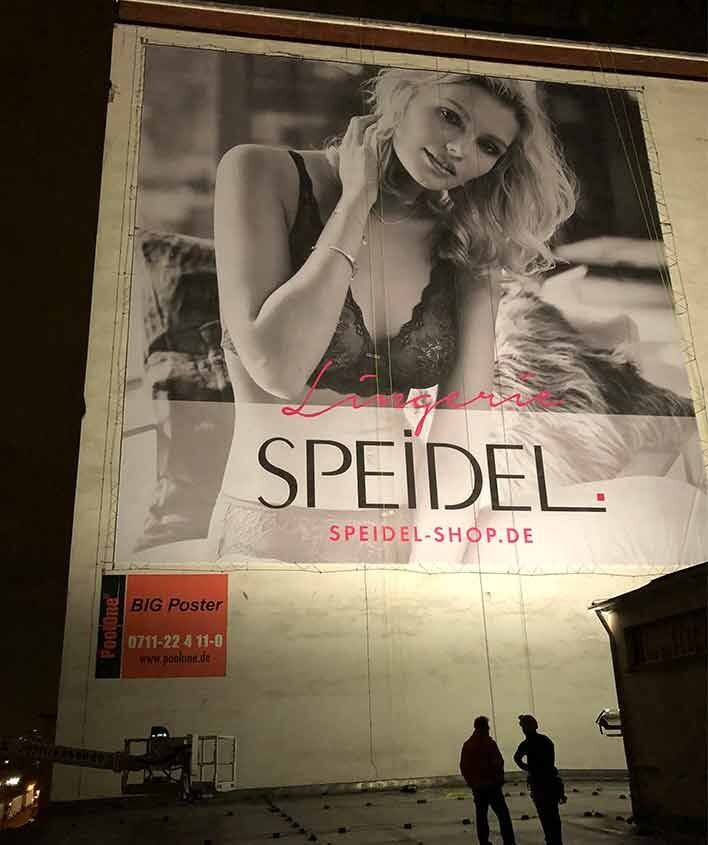 Lingerie
SPEiDEL.
SPEIDEL-SHOP.DE
PoolOne
BIG Poster
0711-22 4 11-0
www.poolone.de